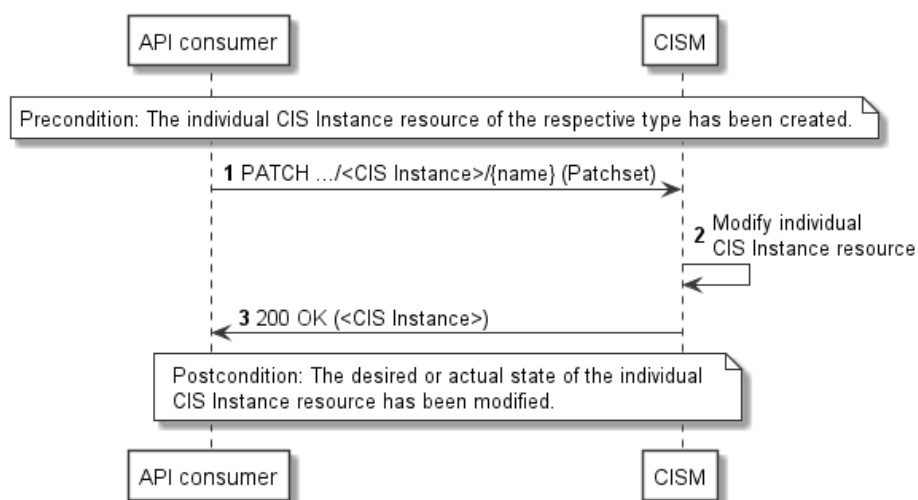 API consumer
CISM
Precondition: The individual CIS Instance resource of the respective type has been created.
1 PATCH .../<CIS Instance>/{name} (Patchset)
2 Modify individual
CIS Instance resource
3 200 OK (<CIS Instance>)
Postcondition: The desired or actual state of the individual
CIS Instance resource has been modified.
API consumer
CISM